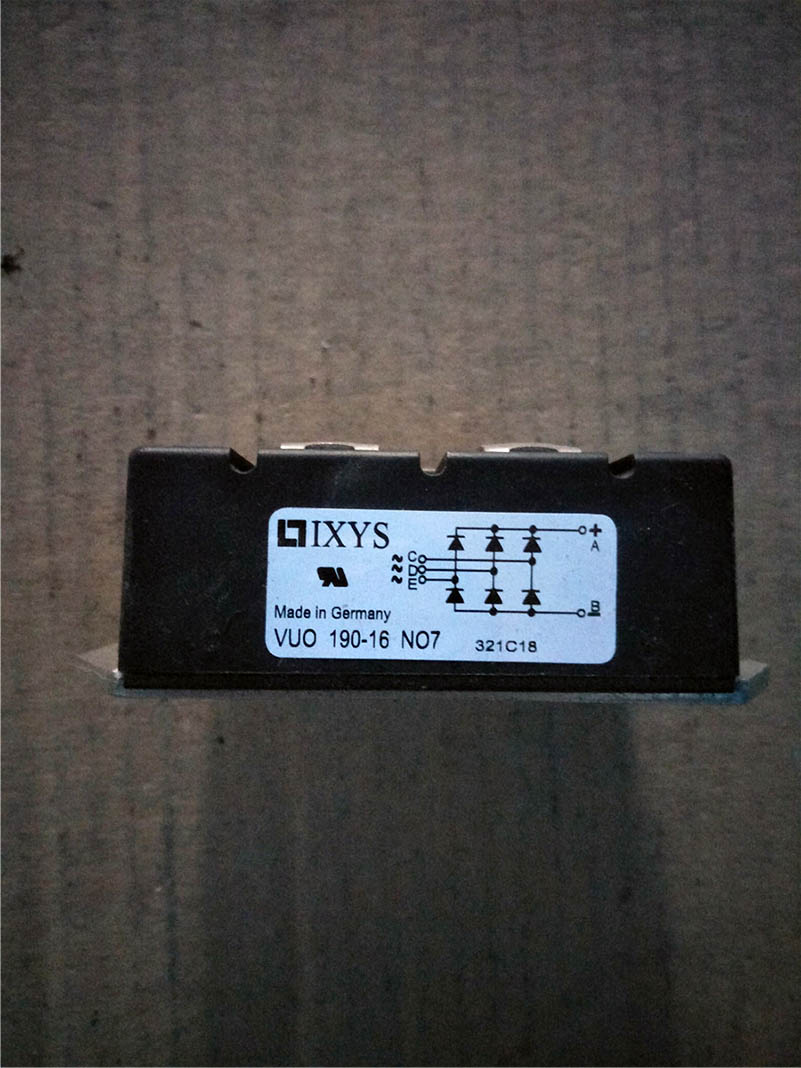 IXYS
Made in Germany
VUO 190-16 NO7
321C18
≈ C
≈ D
≈ E
+
A
B
−